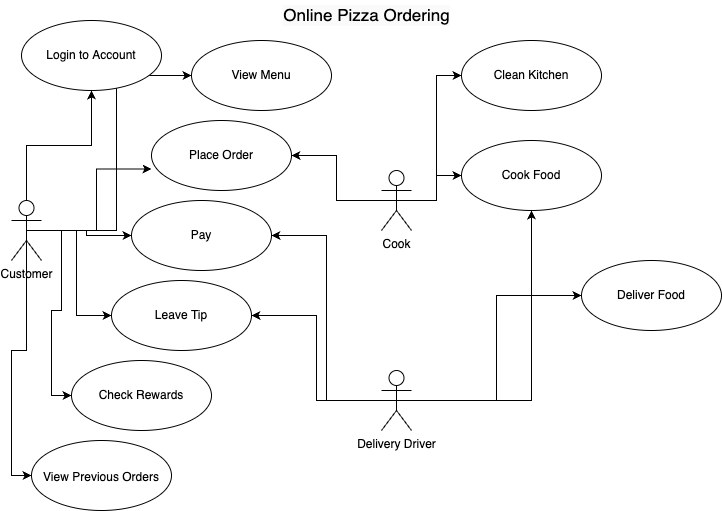 Online Pizza Ordering
Login to Account
View Menu
Clean Kitchen
Place Order
Cook Food
Pay
Cook
Customer
Deliver Food
Leave Tip
Check Rewards
Delivery Driver
View Previous Orders